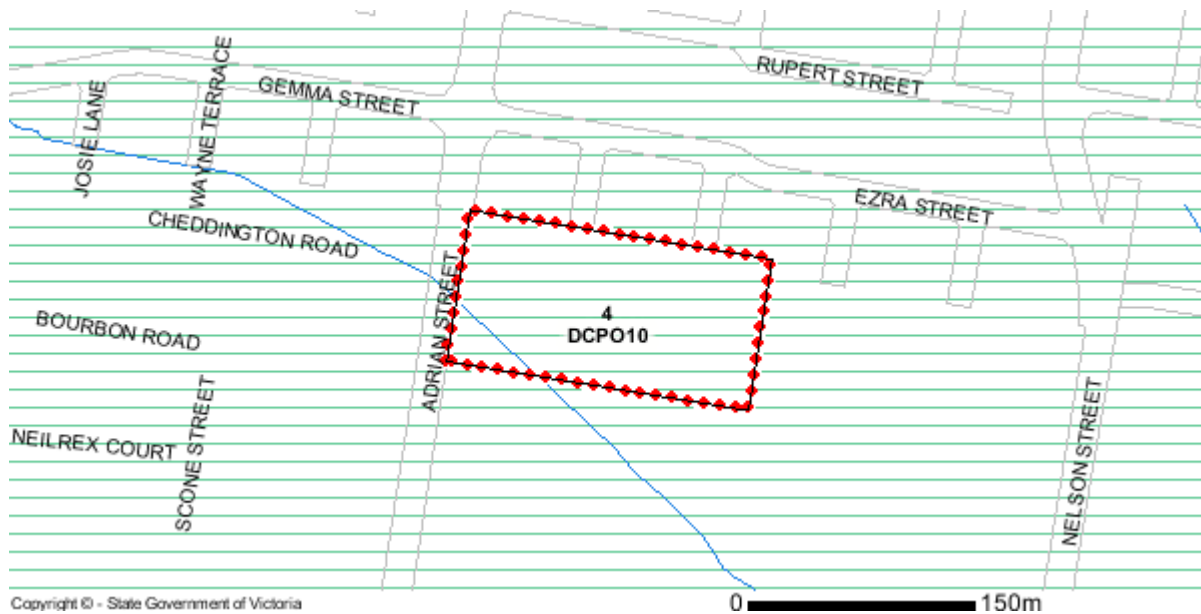 RUPERT STREET
GEMMA STREET
JOSIE LANE
WAYNE TERRACE
EZRA STREET
CHEDDINGTON ROAD
ADRIAN STREET
4
DCPO10
BOURBON ROAD
SCONE STREET
NEILREX COURT
NELSON STREET
Copyright © - State Government of Victoria
0 150m